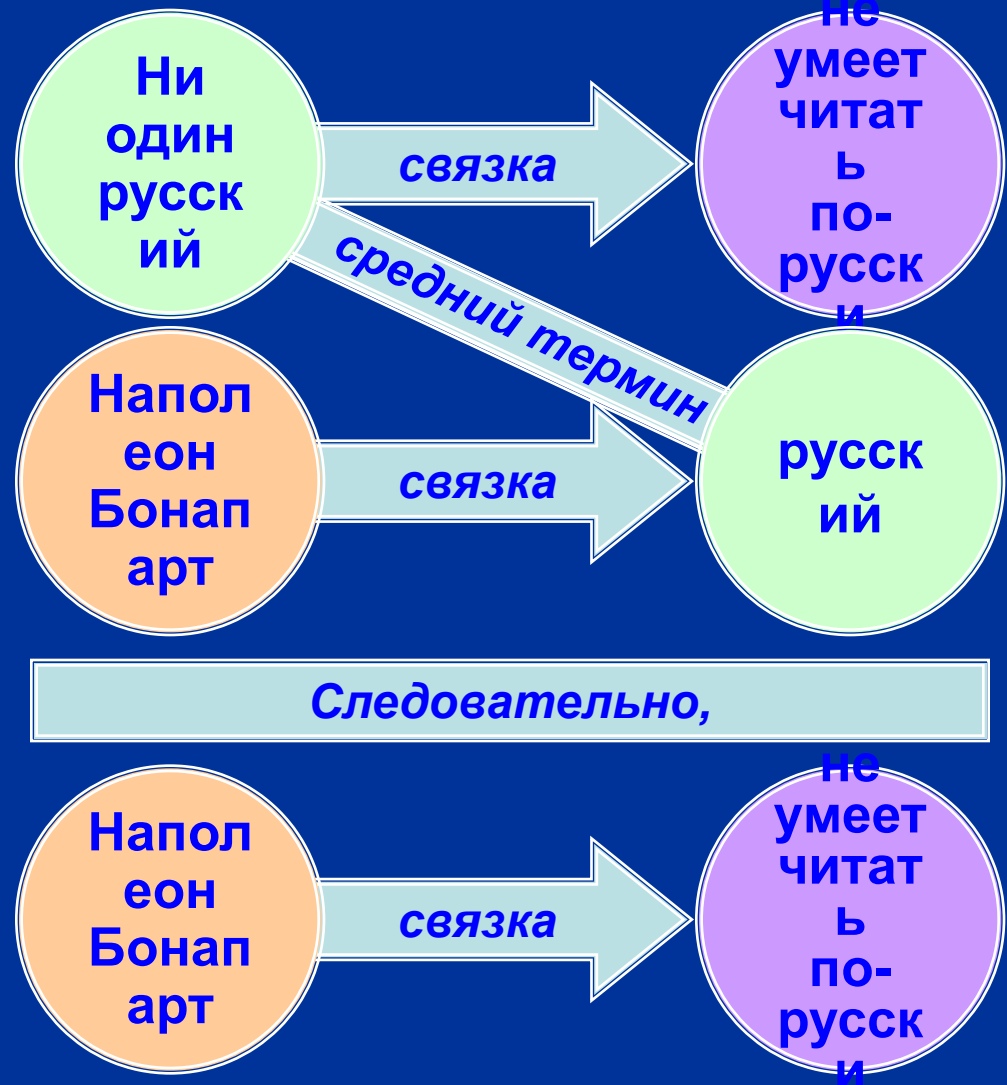 Ни
один
русск
ий
связка
не
умеет
читат
ь
по-
русск
и
средний термин
Напол
еон
Бонап
арт
связка
русск
ий
Следовательно,
Напол
еон
Бонап
арт
связка
не
умеет
читат
ь
по-
русск
и